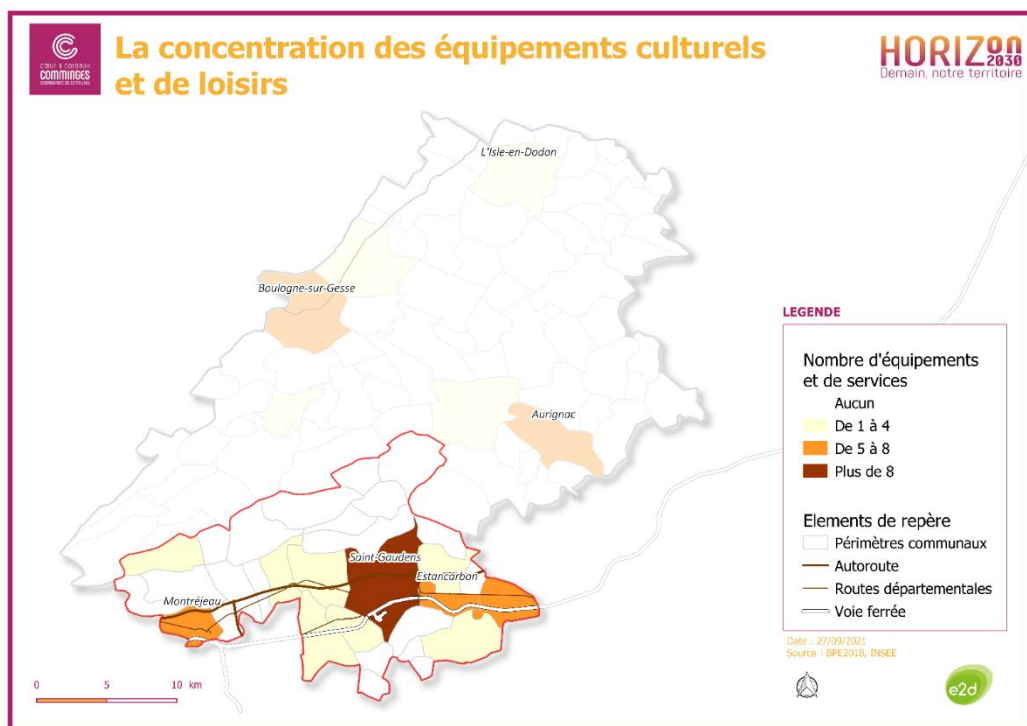 La concentration des équipements culturels
et de loisirs
CŒUR & COTEAUX
COMMINGES
HORIZON
2030
Demain, notre territoire
L'Isle-en-Dodon
Boulogne-sur-Gesse
Aurignac
Saint-Gaudens
Estancarbon
Montréjeau
0 5 10 km
LEGENDE
Nombre d'équipements
et de services
Aucun
De 1 à 4
De 5 à 8
Plus de 8
Elements de repère
Périmètres communaux
Autoroute
Routes départementales
Voie ferrée
Date : 27/09/2021
Source : BPE2018, INSEE
e2d